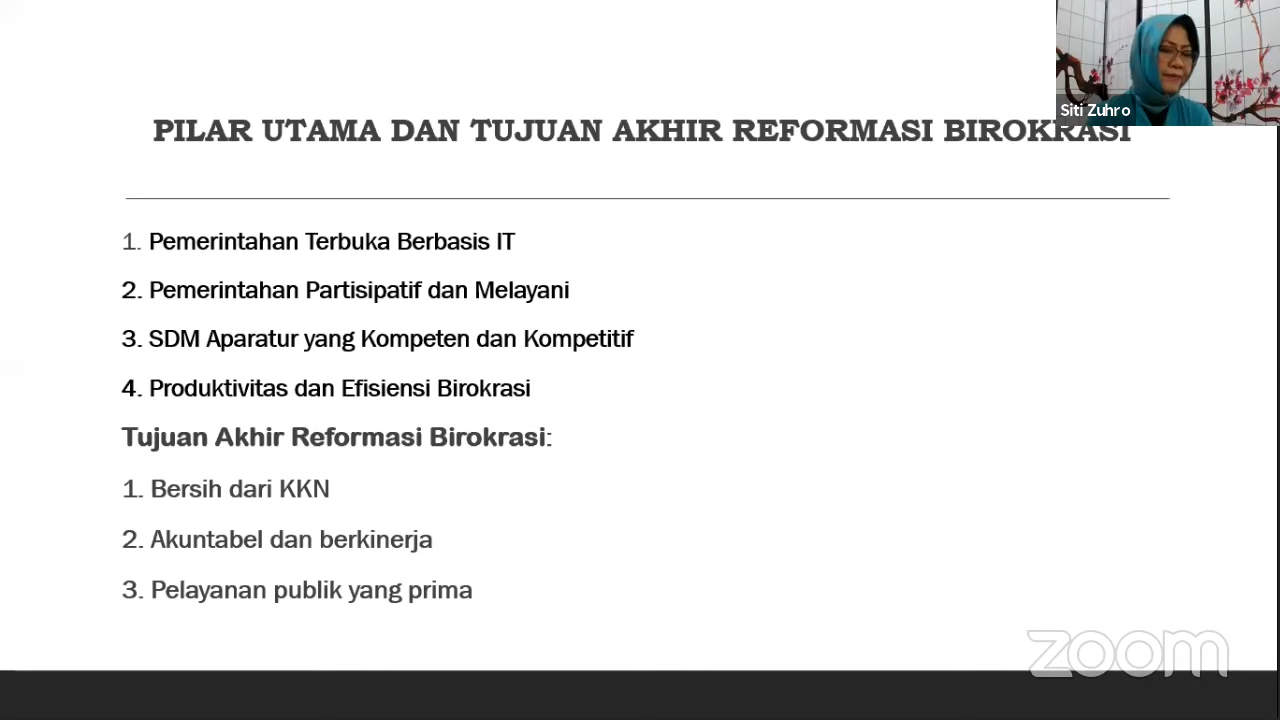 Siti Zuhro
PILAR UTAMA DAN TUJUAN AKHIR REFORMASI BIROKRASI
1. Pemerintahan Terbuka Berbasis IT
2. Pemerintahan Partisipatif dan Melayani
3. SDM Aparatur yang Kompeten dan Kompetitif
4. Produktivitas dan Efisiensi Birokrasi
Tujuan Akhir Reformasi Birokrasi:
1. Bersih dari KKN
2. Akuntabel dan berkinerja
3. Pelayanan publik yang prima
zoom